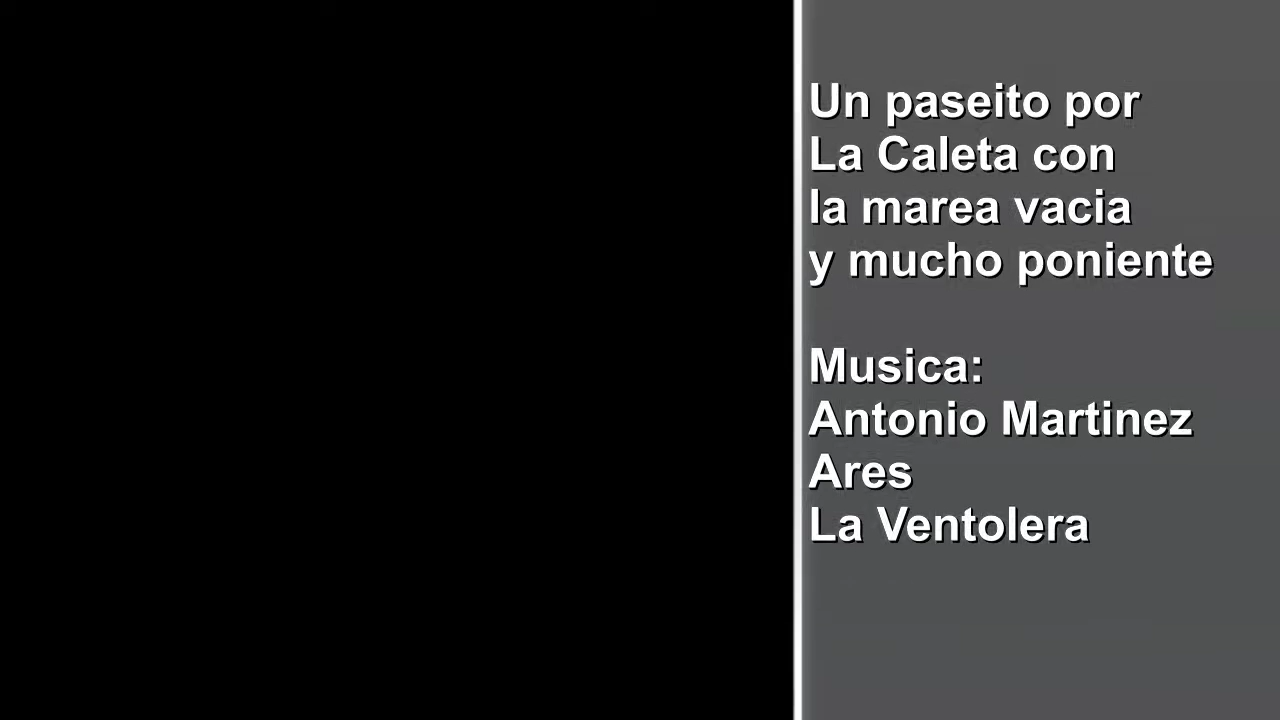 Un paseito por
La Caleta con
la marea vacia
y mucho poniente
Musica:
Antonio Martinez
Ares
La Ventolera